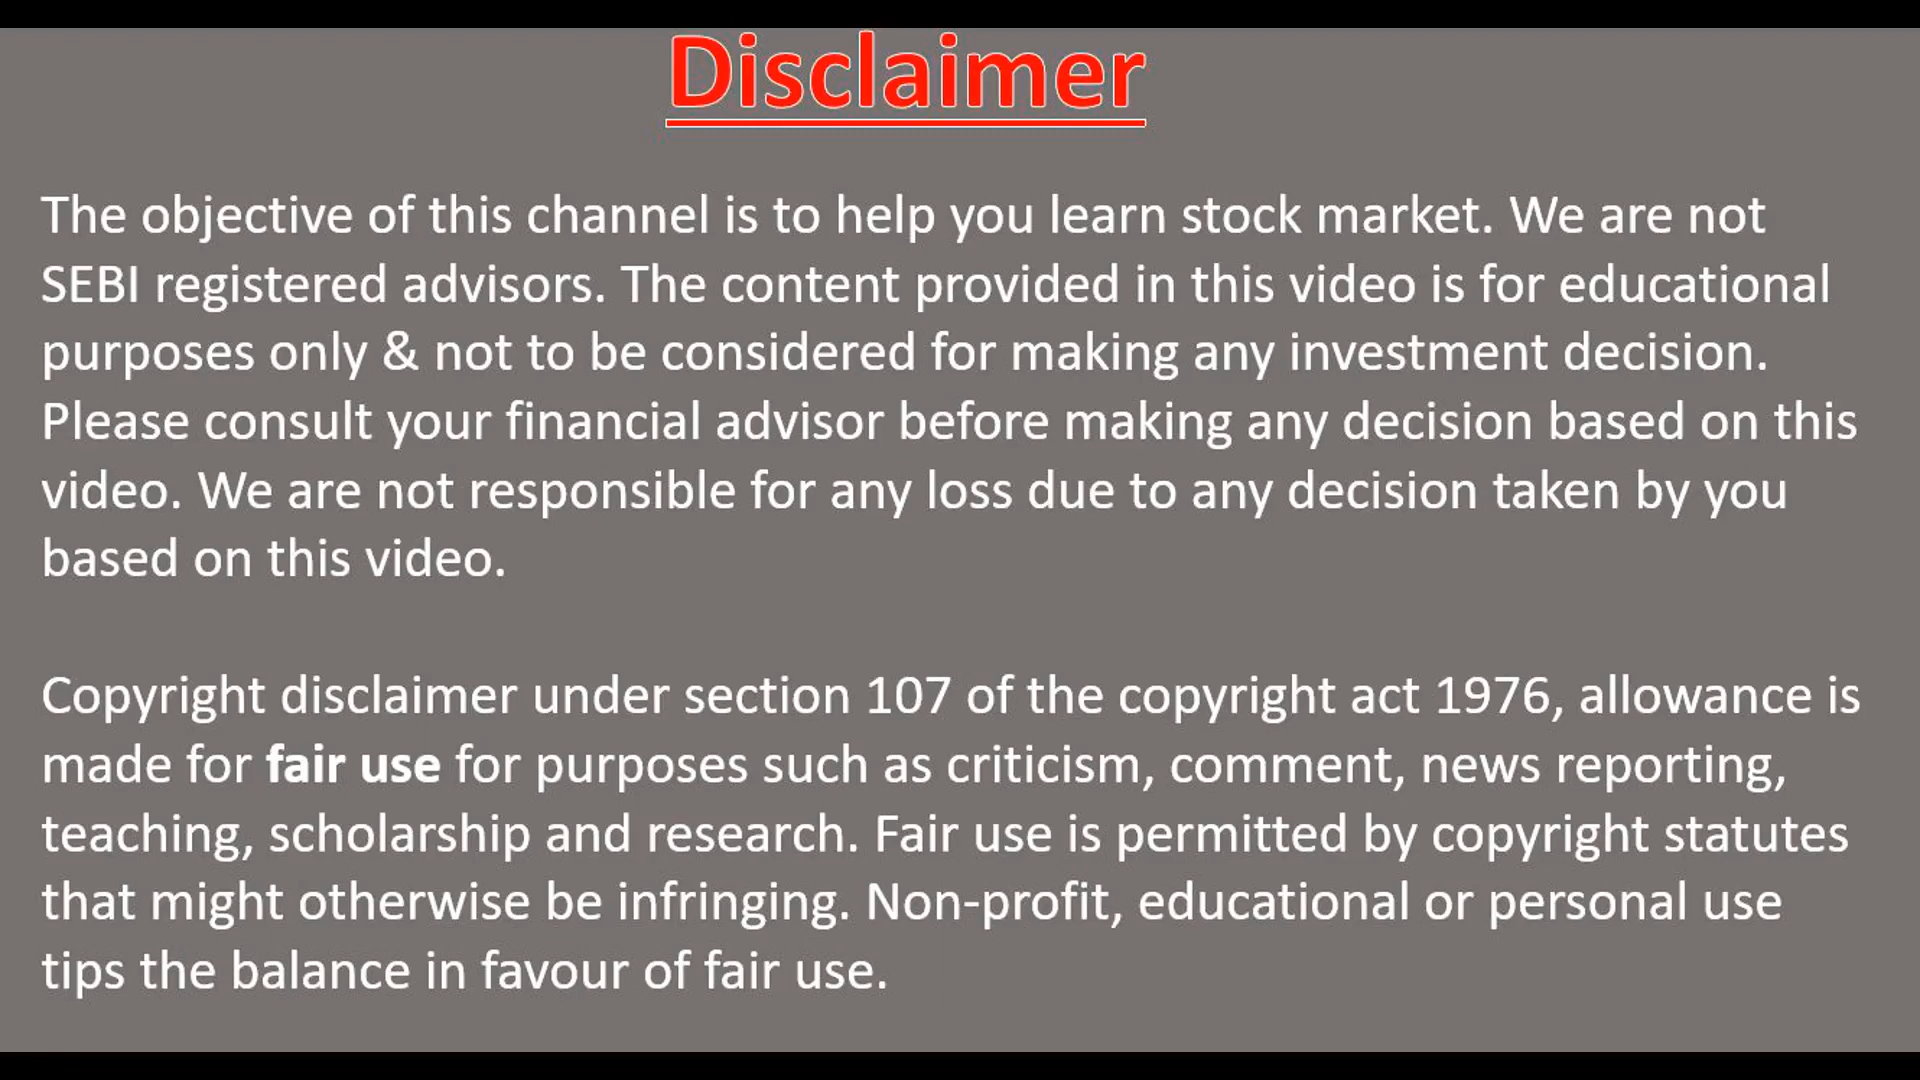 Disclaimer
The objective of this channel is to help you learn stock market. We are not
SEBI registered advisors. The content provided in this video is for educational
purposes only & not to be considered for making any investment decision.
Please consult your financial advisor before making any decision based on this
video. We are not responsible for any loss due to any decision taken by you
based on this video.
Copyright disclaimer under section 107 of the copyright act 1976, allowance is
made for fair use for purposes such as criticism, comment, news reporting,
teaching, scholarship and research. Fair use is permitted by copyright statutes
that might otherwise be infringing. Non-profit, educational or personal use
tips the balance in favour of fair use.